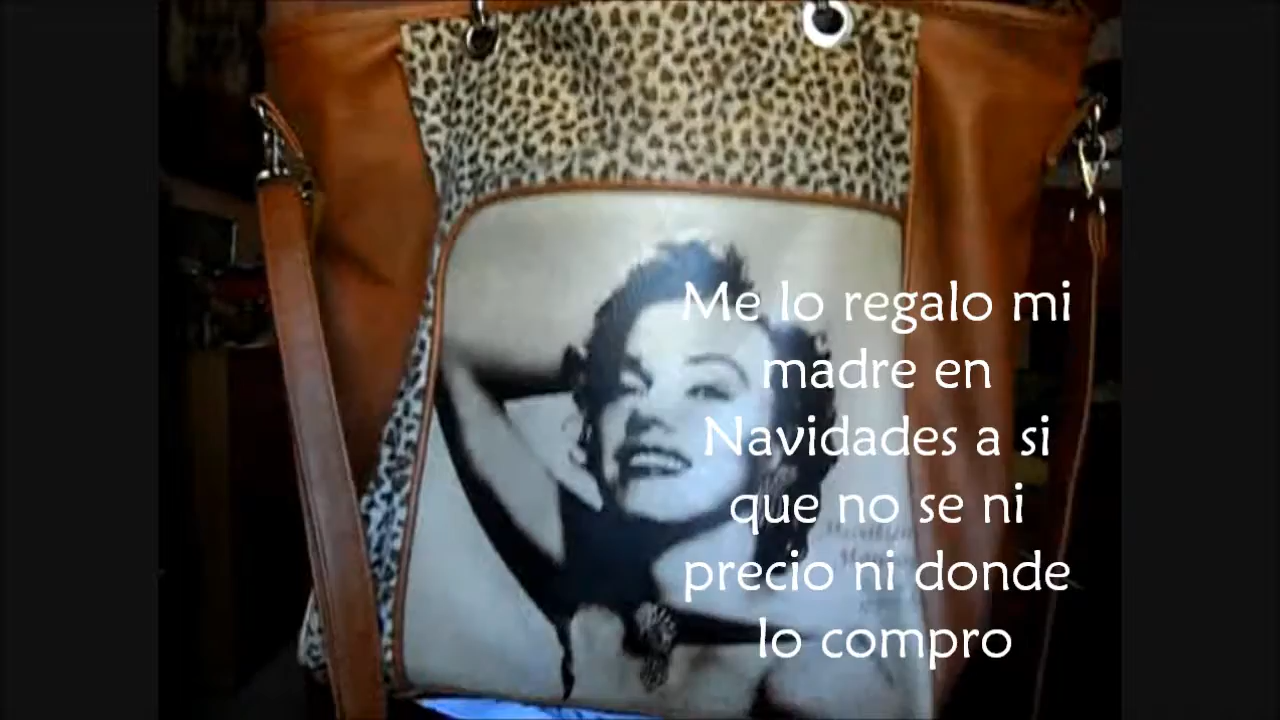 Me lo regalo mi
madre en
Navidades a si
que no se ni
precio ni donde
lo compro